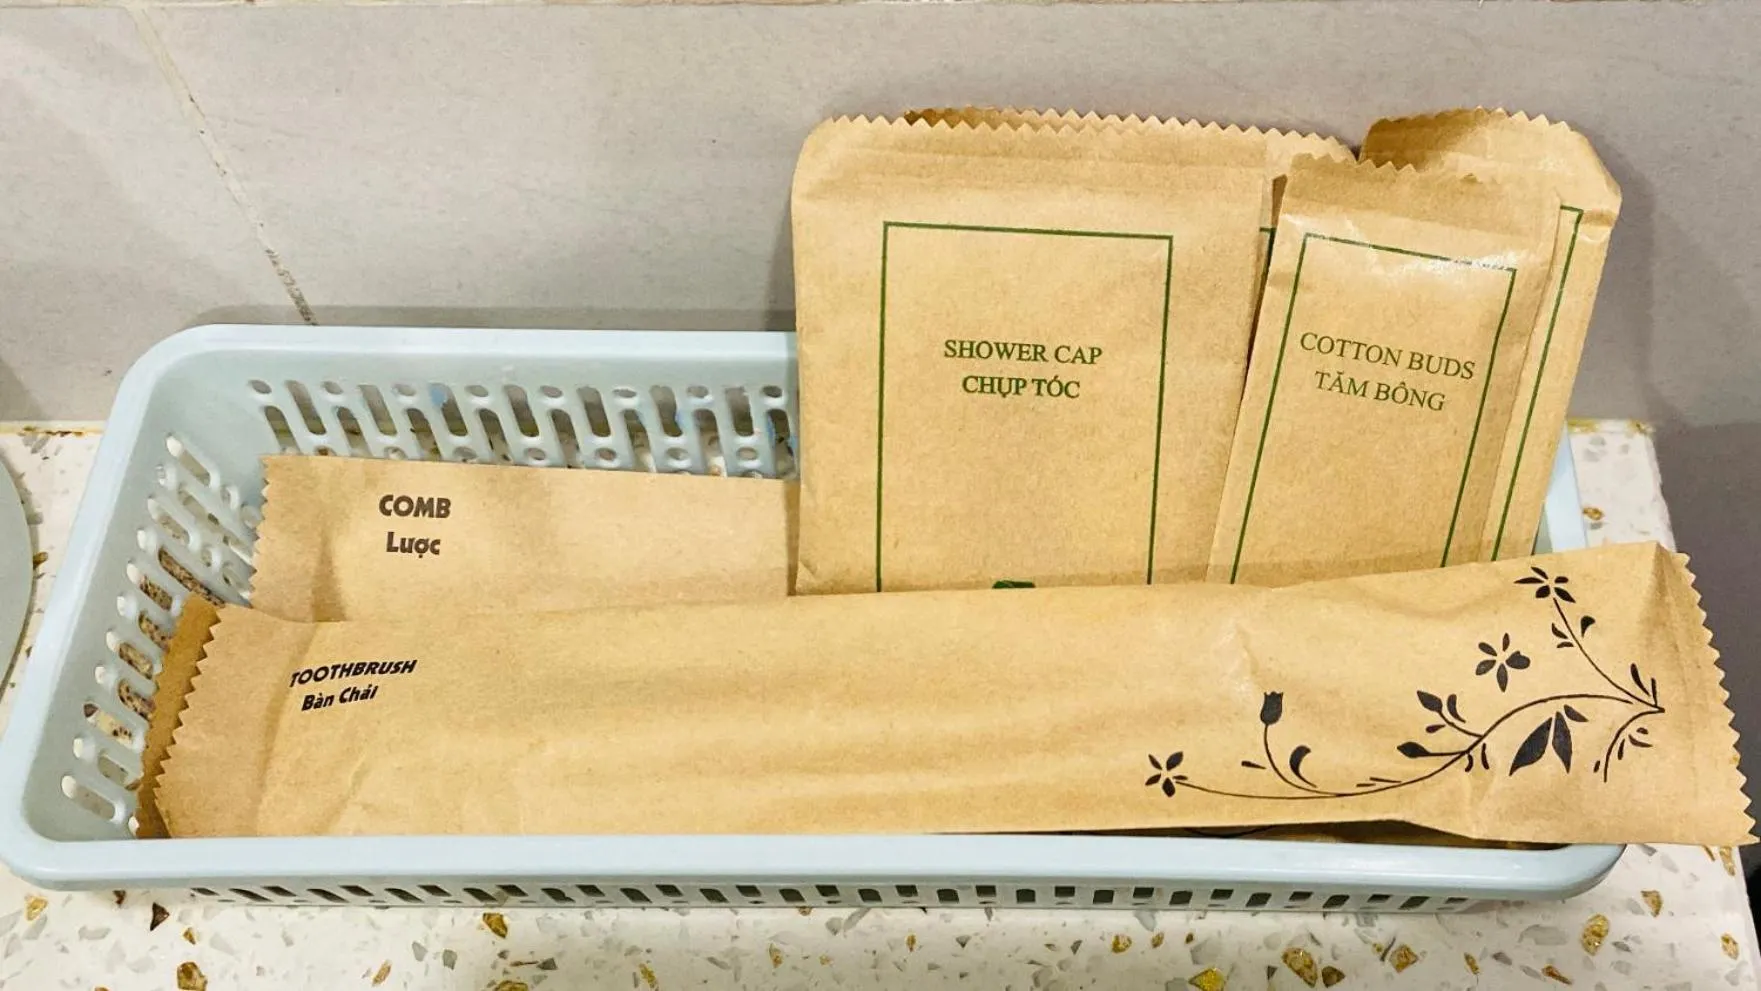 SHOWER CAP
CHỤP TÓC
COTTON BUDS
TĂM BÔNG
COMB
Lược
TOOTHBRUSH
Bàn Chải